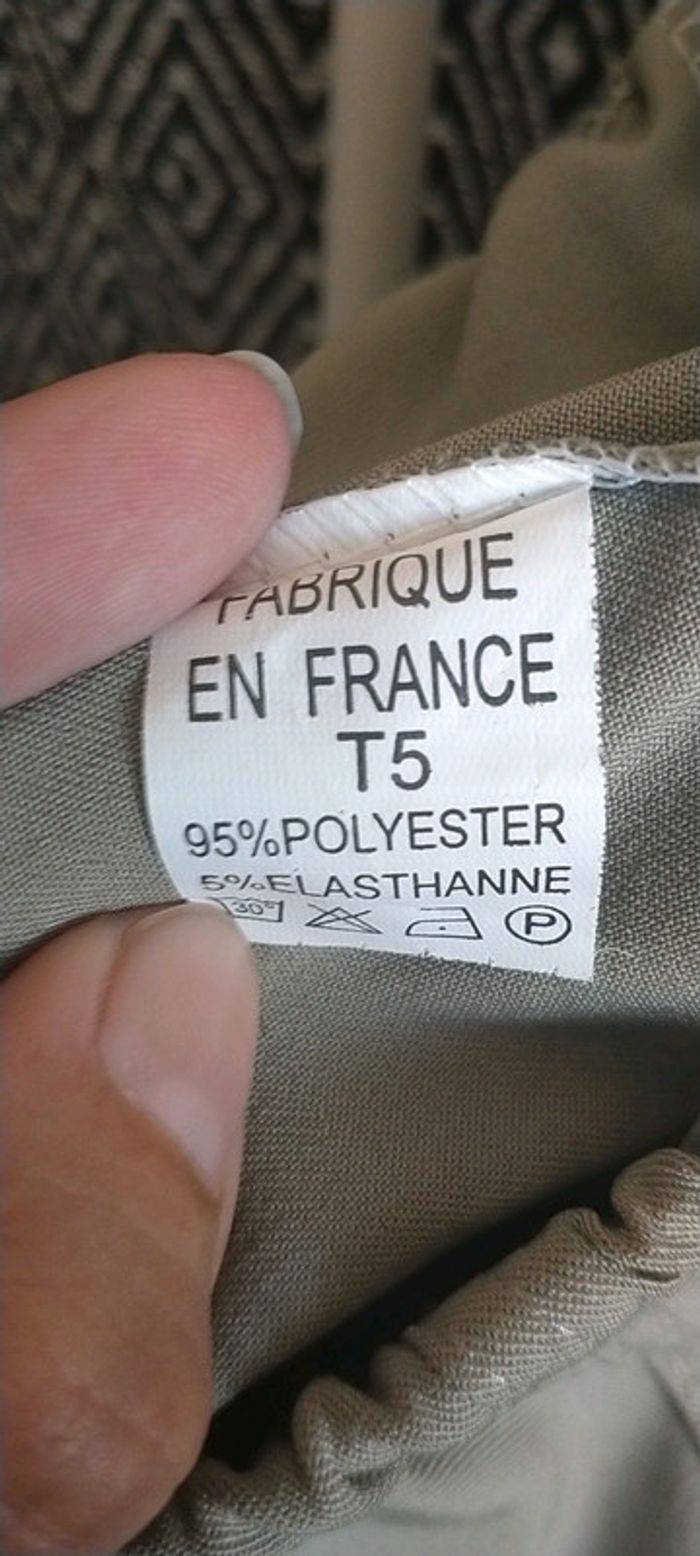 FABRIQUE
EN FRANCE
T5
95%POLYESTER
5%ELASTHANNE
30° P